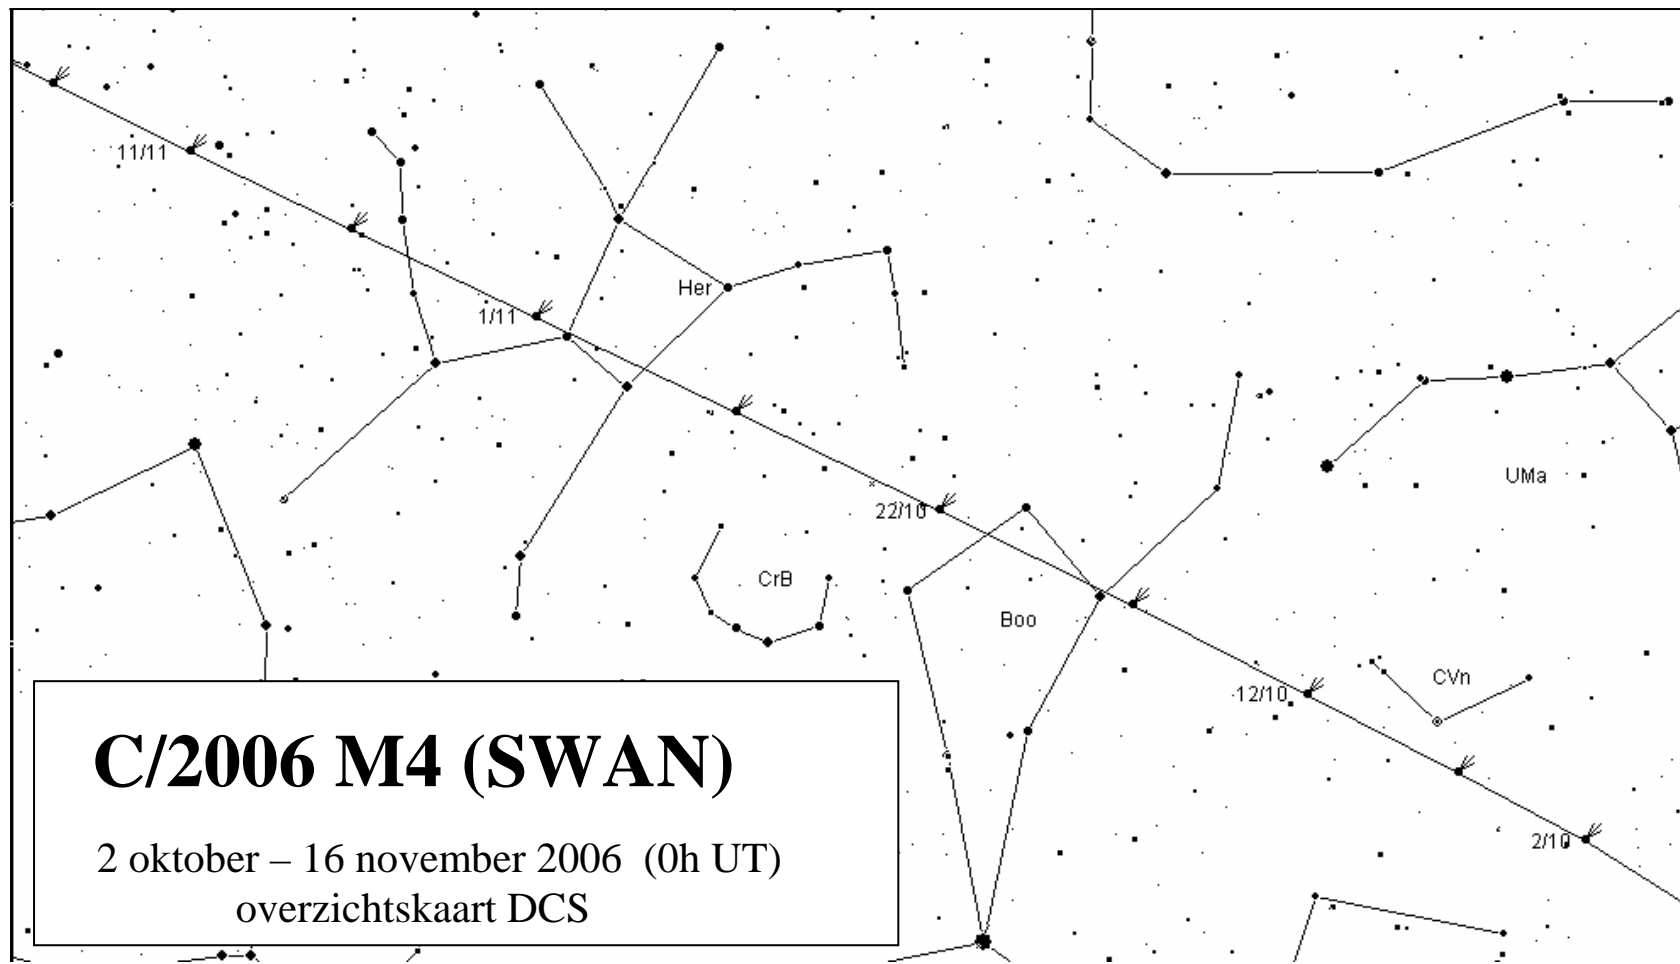 11/11
Her
1/11
UMa
22/10
CrB
Boo
CVn
12/10
C/2006 M4 (SWAN)
2/10
2 oktober – 16 november 2006 (0h UT)
overzichtskaart DCS